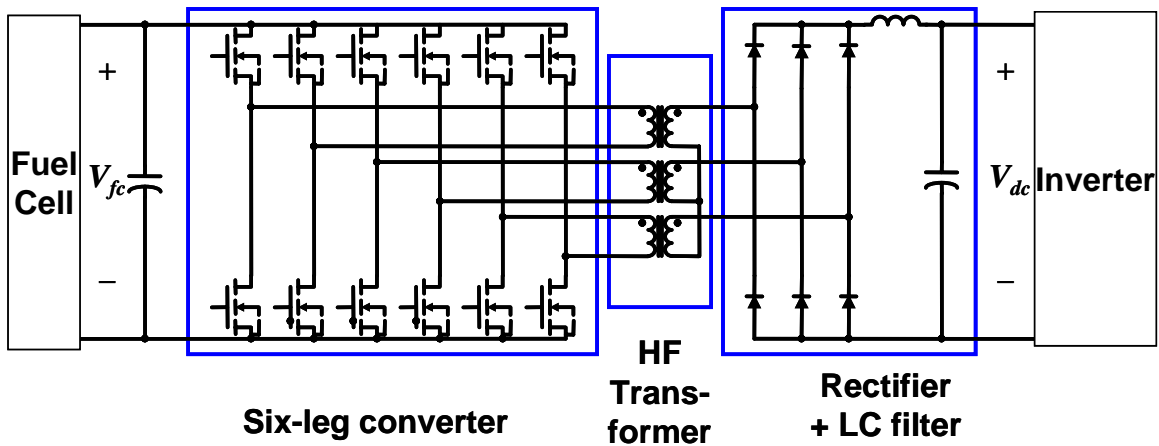 Fuel
Cell
+
V_fc
−
+
V_dc
−
Inverter
Six-leg converter
HF
Trans-
former
Rectifier
+ LC filter